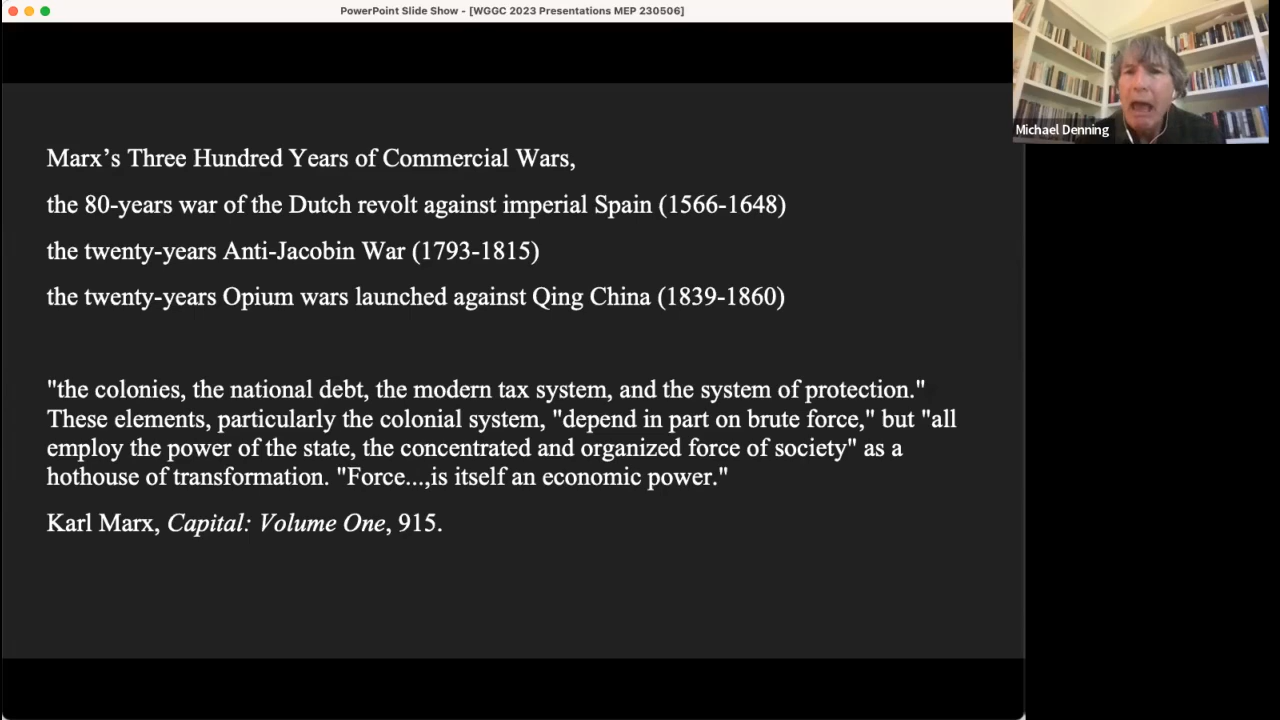 PowerPoint Slide Show - [WGGC 2023 Presentations MEP 230506]
Michael Denning
Marx’s Three Hundred Years of Commercial Wars,
the 80-years war of the Dutch revolt against imperial Spain (1566-1648)
the twenty-years Anti-Jacobin War (1793-1815)
the twenty-years Opium wars launched against Qing China (1839-1860)
"the colonies, the national debt, the modern tax system, and the system of protection."
These elements, particularly the colonial system, "depend in part on brute force," but "all
employ the power of the state, the concentrated and organized force of society" as a
hothouse of transformation. "Force...,is itself an economic power."
Karl Marx, Capital: Volume One, 915.